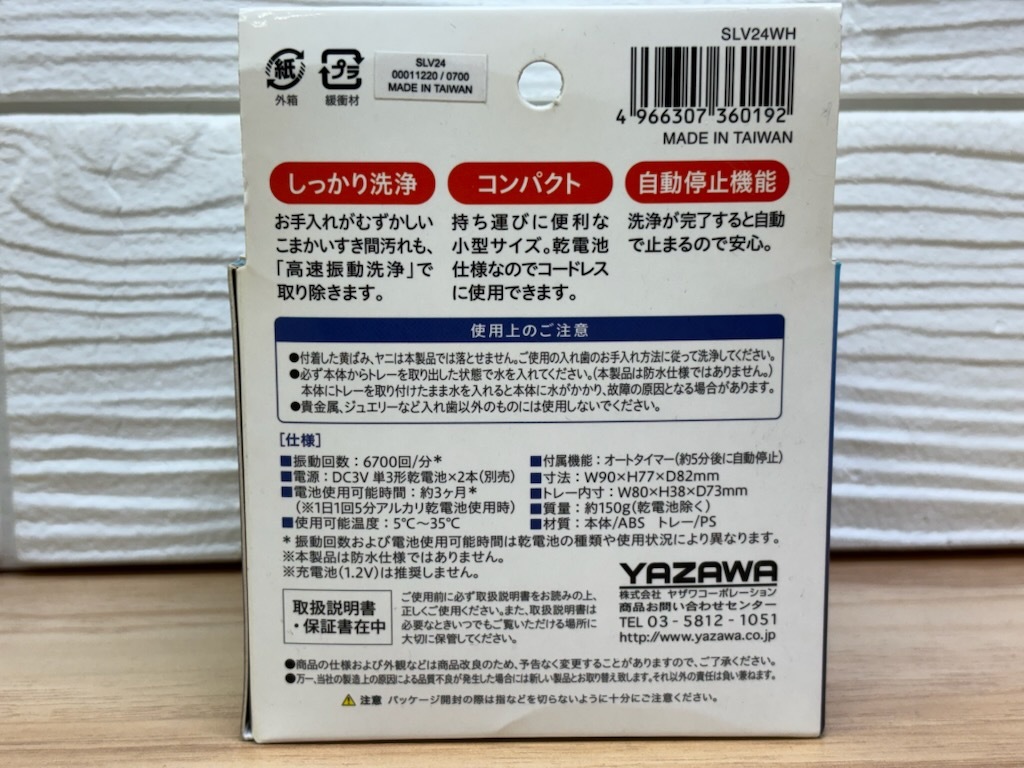 SLV24WH
紙
外箱
プラ
緩衝材
SLV24
00011220 / 0700
MADE IN TAIWAN
4 966307 360192
MADE IN TAIWAN
しっかり洗浄
お手入れがむずかしい
こまかいすき間汚れも、
「高速振動洗浄」で
取り除きます。
コンパクト
持ち運びに便利な
小型サイズ。乾電池
仕様なのでコードレス
に使用できます。
自動停止機能
洗浄が完了すると自動
で止まるので安心。
使用上のご注意
●付着した黄ばみ、ヤニは本製品では落とせません。ご使用の入れ歯のお手入れ方法に従って洗浄してください。
●必ず本体からトレーを取り出した状態で水を入れてください。(本製品は防水仕様ではありません。)
本体にトレーを取り付けたまま水を入れると本体に水がかかり、故障の原因となる場合があります。
●貴金属、ジュエリーなど入れ歯以外のものには使用しないでください。
[仕様]
■振動回数：6700回/分*
■電源：DC3V 単3形乾電池×2本(別売)
■電池使用可能時間：約3ヶ月*
(※1日1回5分アルカリ乾電池使用時)
■使用可能温度：5℃～35℃
■付属機能：オートタイマー(約5分後に自動停止)
■寸法：W90×H77×D82mm
■トレー内寸：W80×H38×D73mm
■質量：約150g(乾電池除く)
■材質：本体/ABS トレー/PS
* 振動回数および電池使用可能時間は乾電池の種類や使用状況により異なります。
※本製品は防水仕様ではありません。
※充電池(1.2V)は推奨しません。
取扱説明書
・保証書在中
ご使用前に必ず取扱説明書をお読みの上、
正しくご使用ください。また、取扱説明書は
必要なときいつでもご覧いただける場所に
大切に保管してください。
YAZAWA
株式会社 ヤザワコーポレーション
商品お問い合わせセンター
TEL 03-5812-1051
http://www.yazawa.co.jp
●商品の仕様および外観などは商品改良のため、予告なく変更することがありますので、ご了承ください。
●万一、当社の製造上の原因による品質不良が発生した場合には新しい製品とお取り替え致します。それ以外の責任は負い兼ねます。
⚠注意 パッケージ開封の際は指などを切らないように十分にご注意ください。